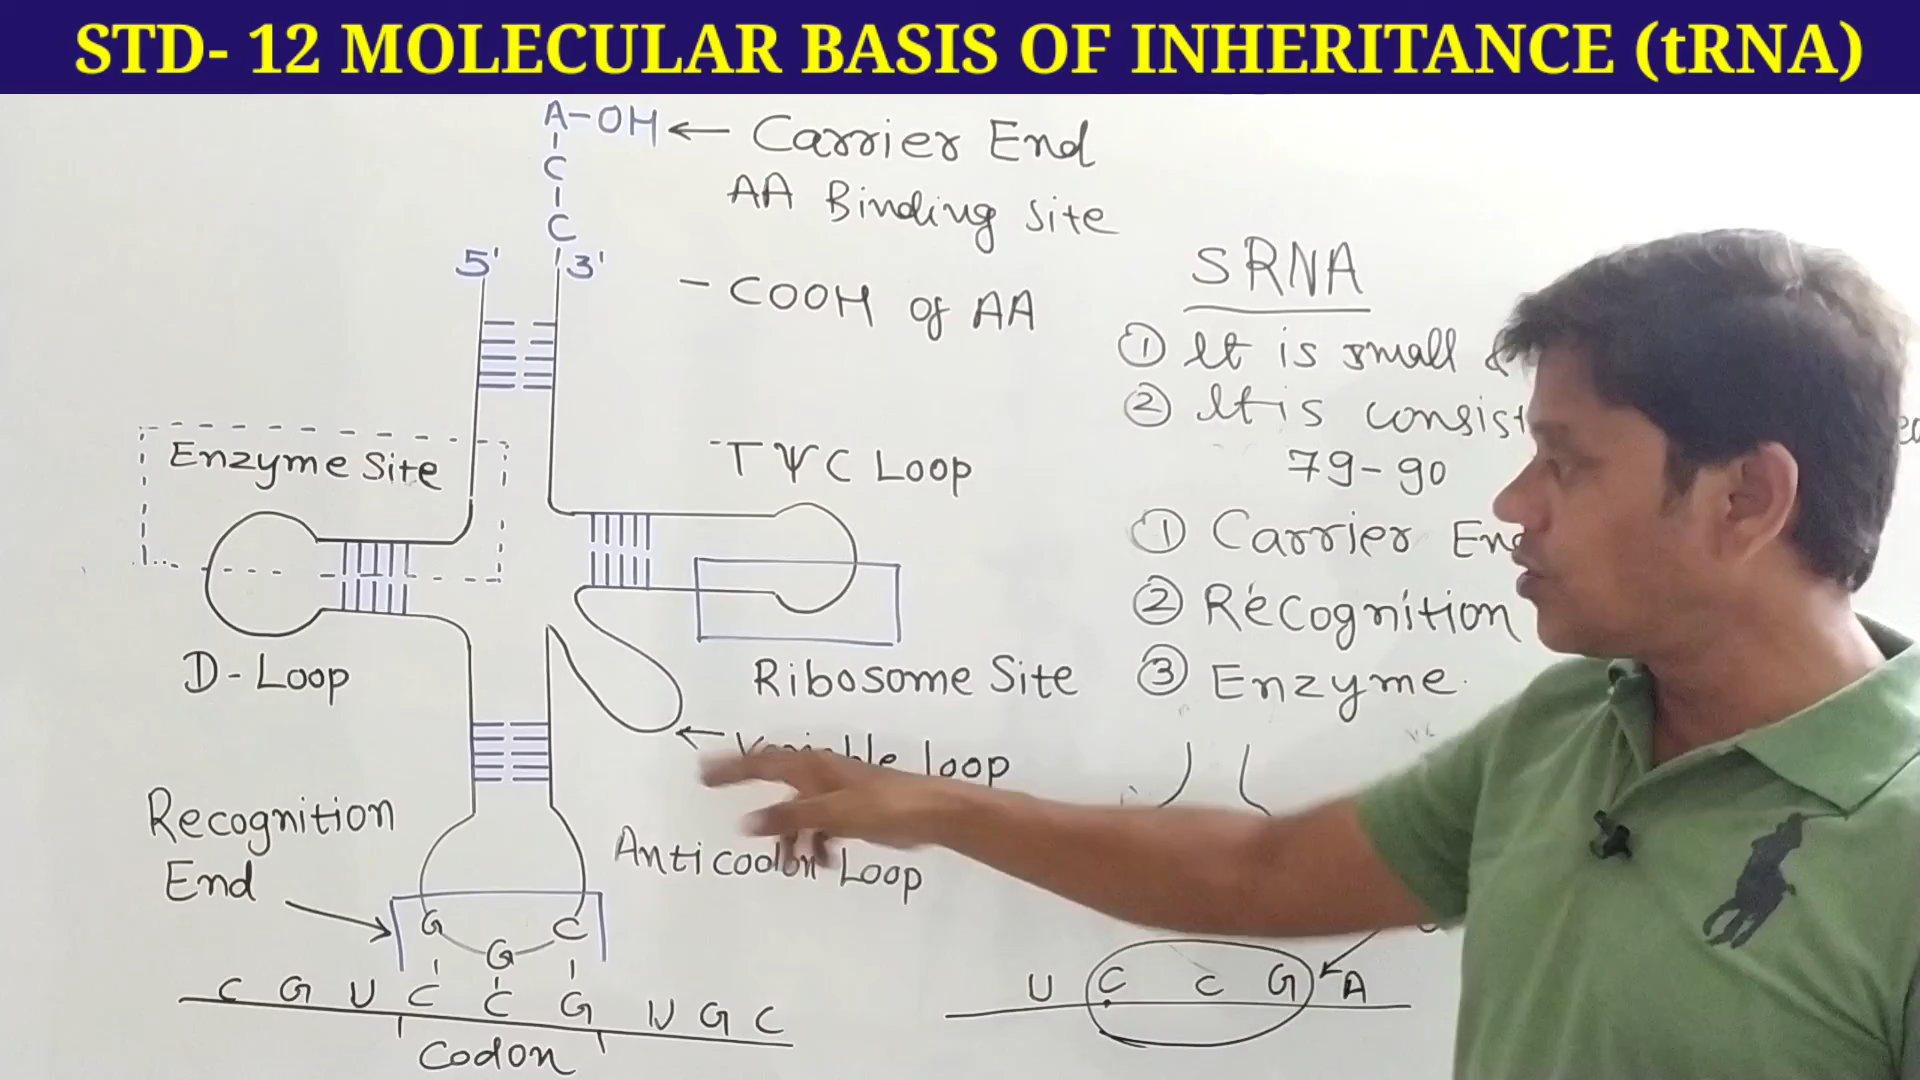 STD- 12 MOLECULAR BASIS OF INHERITANCE (tRNA)
A-OH ← Carrier End
C
C
AA Binding Site
5' 3'
- COOH of AA
SRNA
① It is small &
② It is consist
79-90
Enzyme Site
TΨC Loop
① Carrier End
② Recognition
③ Enzyme
D-Loop
Ribosome Site
← Variable loop
Recognition
End
Anticodon Loop
G G C
C G U C C G U G C
Codon
U C C G A